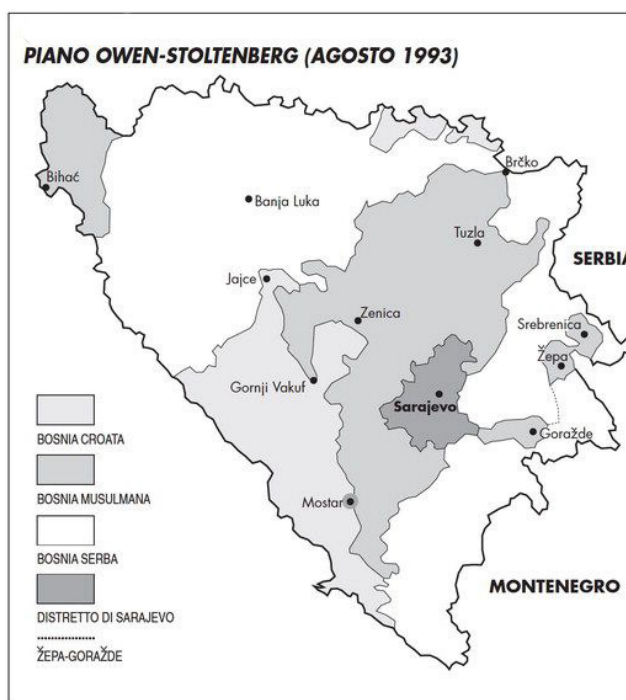 PIANO OWEN-STOLTENBERG (AGOSTO 1993)
Bihać
Banja Luka
Brčko
Tuzla
SERBIA
Jajce
Zenica
Srebrenica
Žepa
Gornji Vakuf
Sarajevo
Goražde
Mostar
MONTENEGRO
BOSNIA CROATA
BOSNIA MUSULMANA
BOSNIA SERBA
DISTRETTO DI SARAJEVO
ŽEPA-GORAŽDE